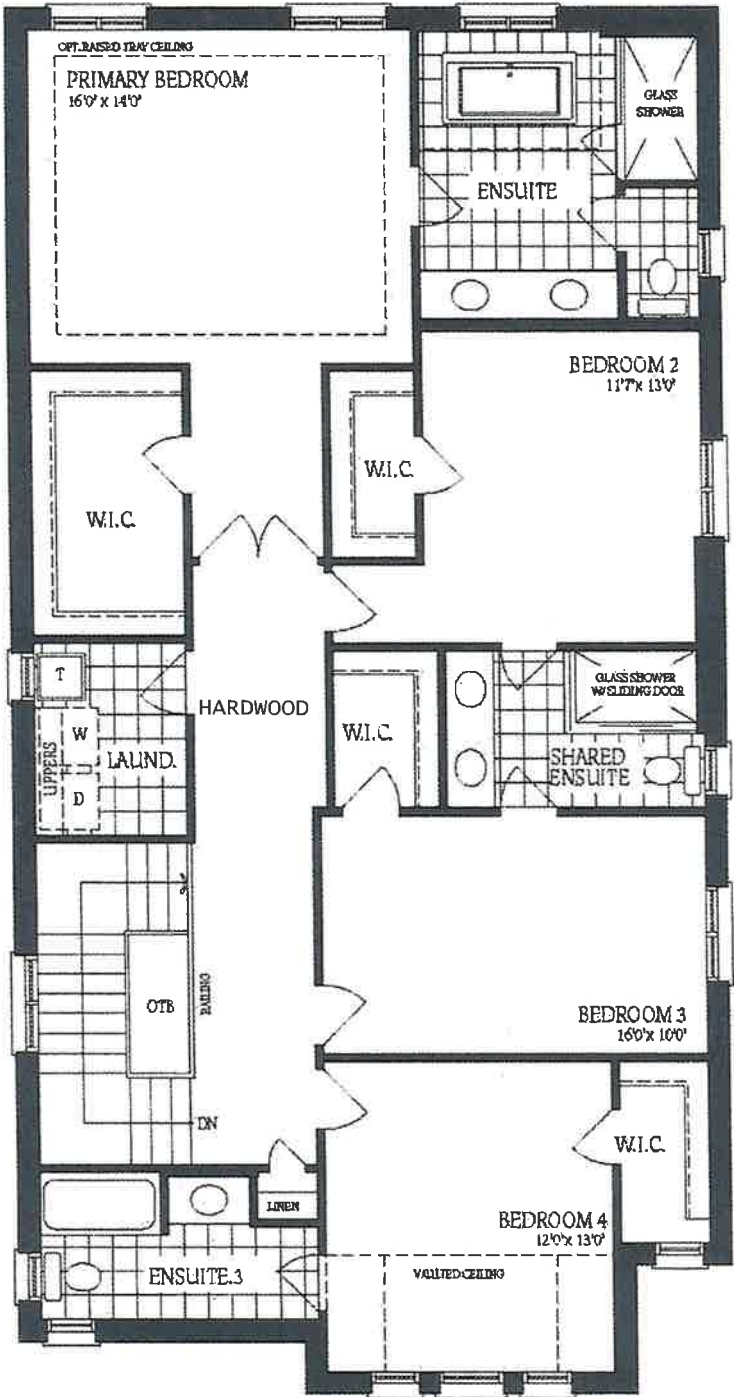 OPT. RAISED TRAY CEILING
PRIMARY BEDROOM
16'0" x 14'0"
GLASS
SHOWER
ENSUITE
BEDROOM 2
11'7" x 13'0"
W.I.C.
W.I.C.
T
HARDWOOD
GLASS SHOWER
W/ SLIDING DOOR
W
UPPERS
LAUND.
W.I.C.
SHARED
ENSUITE
D
OTB
RAILING
BEDROOM 3
16'0" x 10'0"
DN
W.I.C.
LINEN
BEDROOM 4
12'0" x 13'0"
ENSUITE.3
VAULTED CEILING